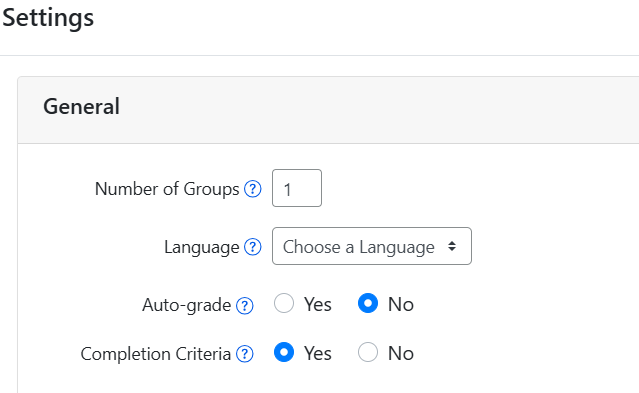 Settings
General
Number of Groups ? 1
Language ? Choose a Language
Auto-grade ? Yes No
Completion Criteria ? Yes No